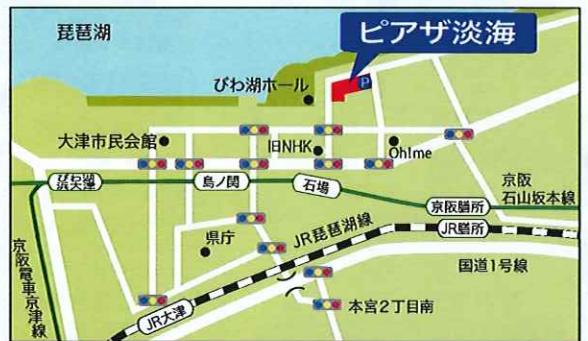 琵琶湖
ピアザ淡海
P
びわ湖ホール
大津市民会館
旧NHK
Oh!me
びわ湖
浜大津
島ノ関
石場
京阪
石山坂本線
京阪膳所
JR膳所
JR琵琶湖線
県庁
国道1号線
京阪電車京津線
JR大津
本宮2丁目南